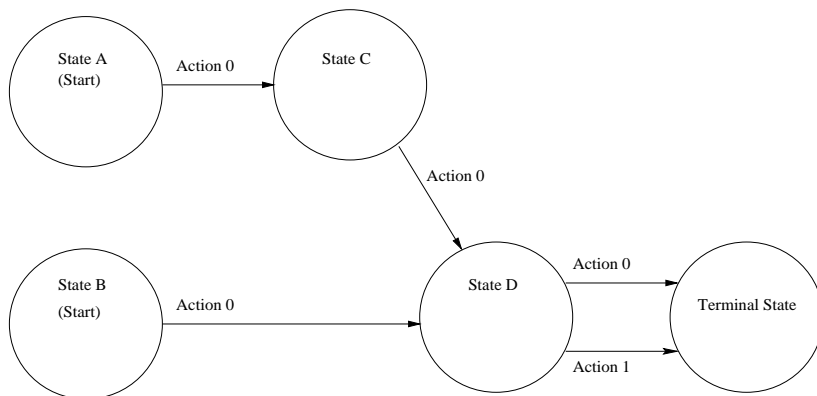 State A
(Start)
Action 0
State C
Action 0
State B
(Start)
Action 0
State D
Action 0
Action 1
Terminal State